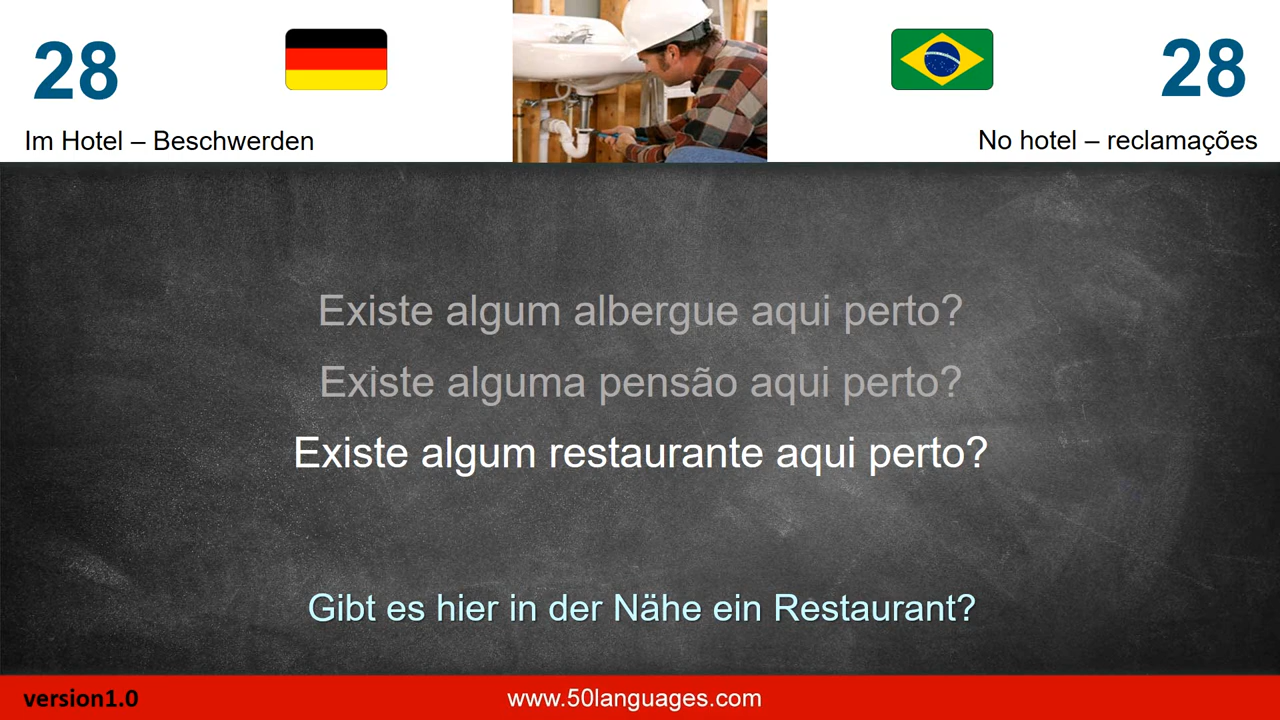 28
28
Im Hotel – Beschwerden
No hotel – reclamações
Existe algum albergue aqui perto?
Existe alguma pensão aqui perto?
Existe algum restaurante aqui perto?
Gibt es hier in der Nähe ein Restaurant?
version1.0
www.50languages.com